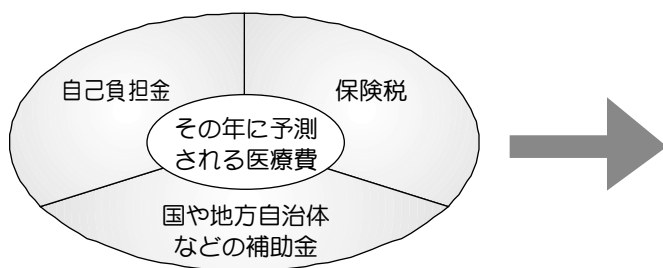 自己負担金
保険税
その年に予測
される医療費
国や地方自治体
などの補助金